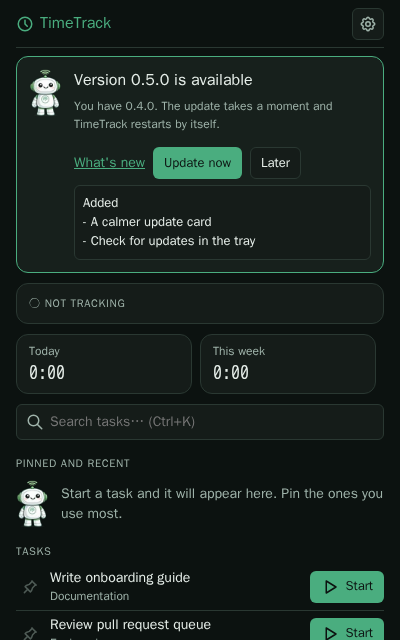 TimeTrack
Version 0.5.0 is available
You have 0.4.0. The update takes a moment and
TimeTrack restarts by itself.
What's new
Update now
Later
Added
- A calmer update card
- Check for updates in the tray
NOT TRACKING
Today
0:00
This week
0:00
Search tasks... (Ctrl+K)
PINNED AND RECENT
Start a task and it will appear here. Pin the ones you
use most.
TASKS
Write onboarding guide
Documentation
Start
Review pull request queue
Start